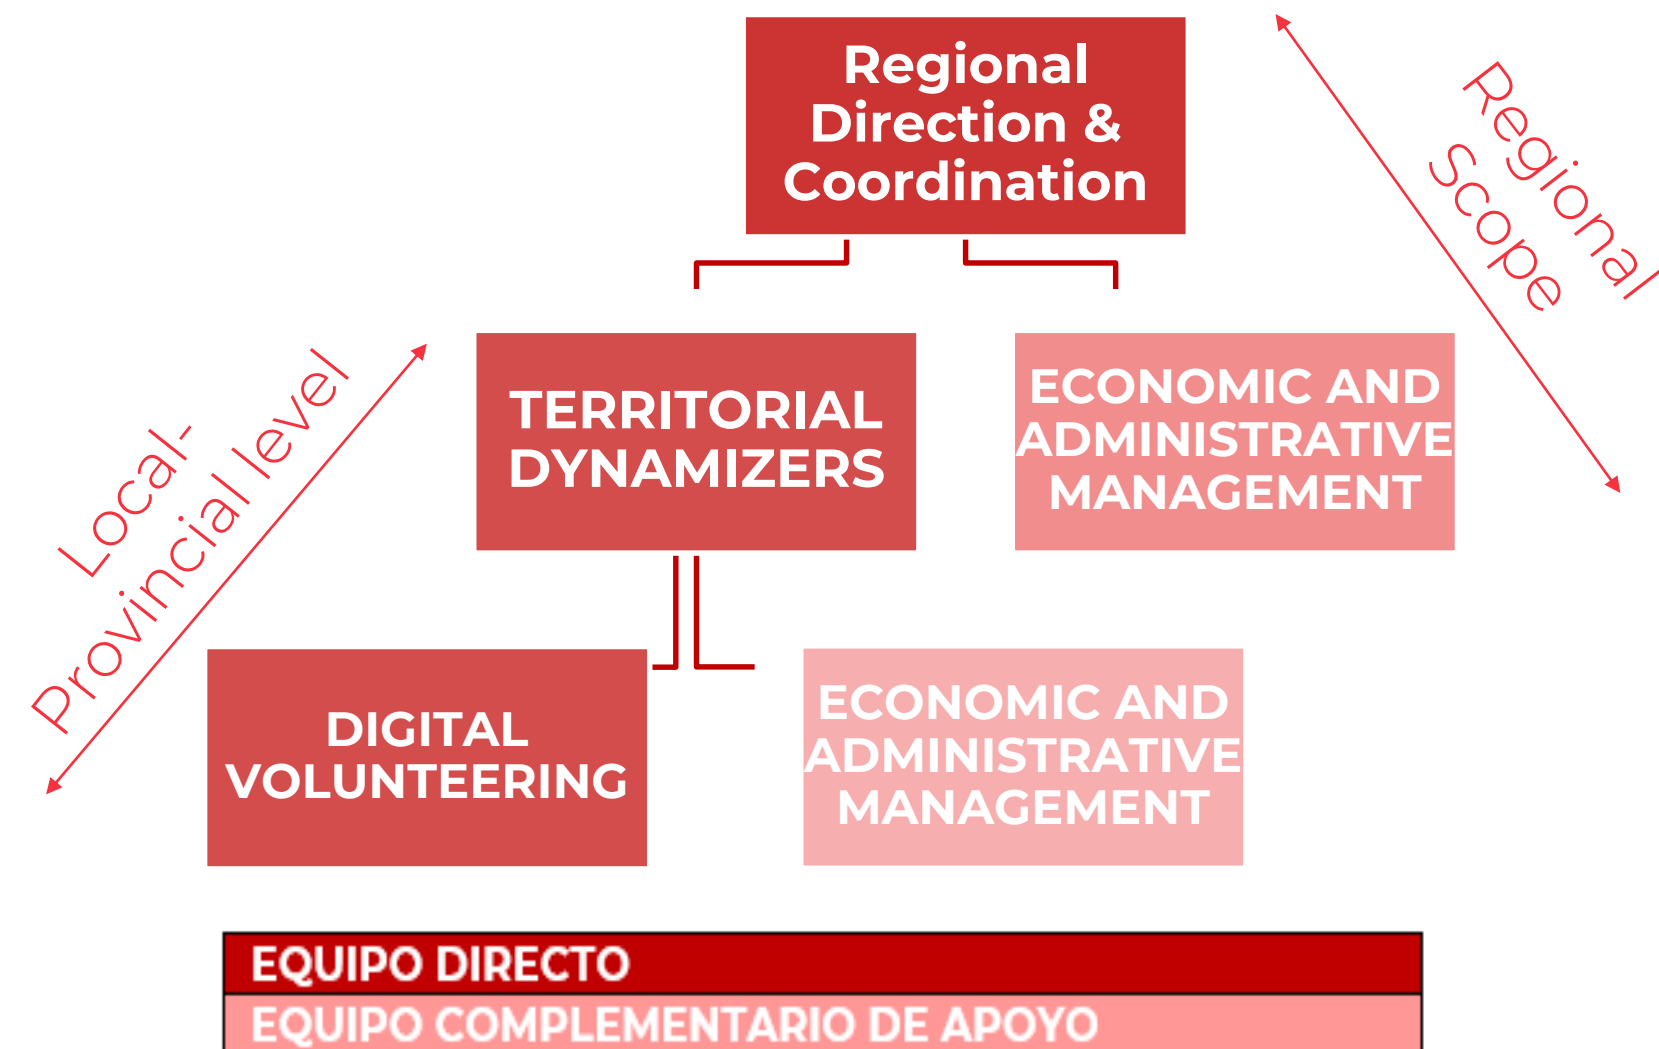 Regional
Direction &
Coordination
Regional
Scope
TERRITORIAL
DYNAMIZERS
ECONOMIC AND
ADMINISTRATIVE
MANAGEMENT
Local-
Provincial level
DIGITAL
VOLUNTEERING
ECONOMIC AND
ADMINISTRATIVE
MANAGEMENT
EQUIPO DIRECTO
EQUIPO COMPLEMENTARIO DE APOYO